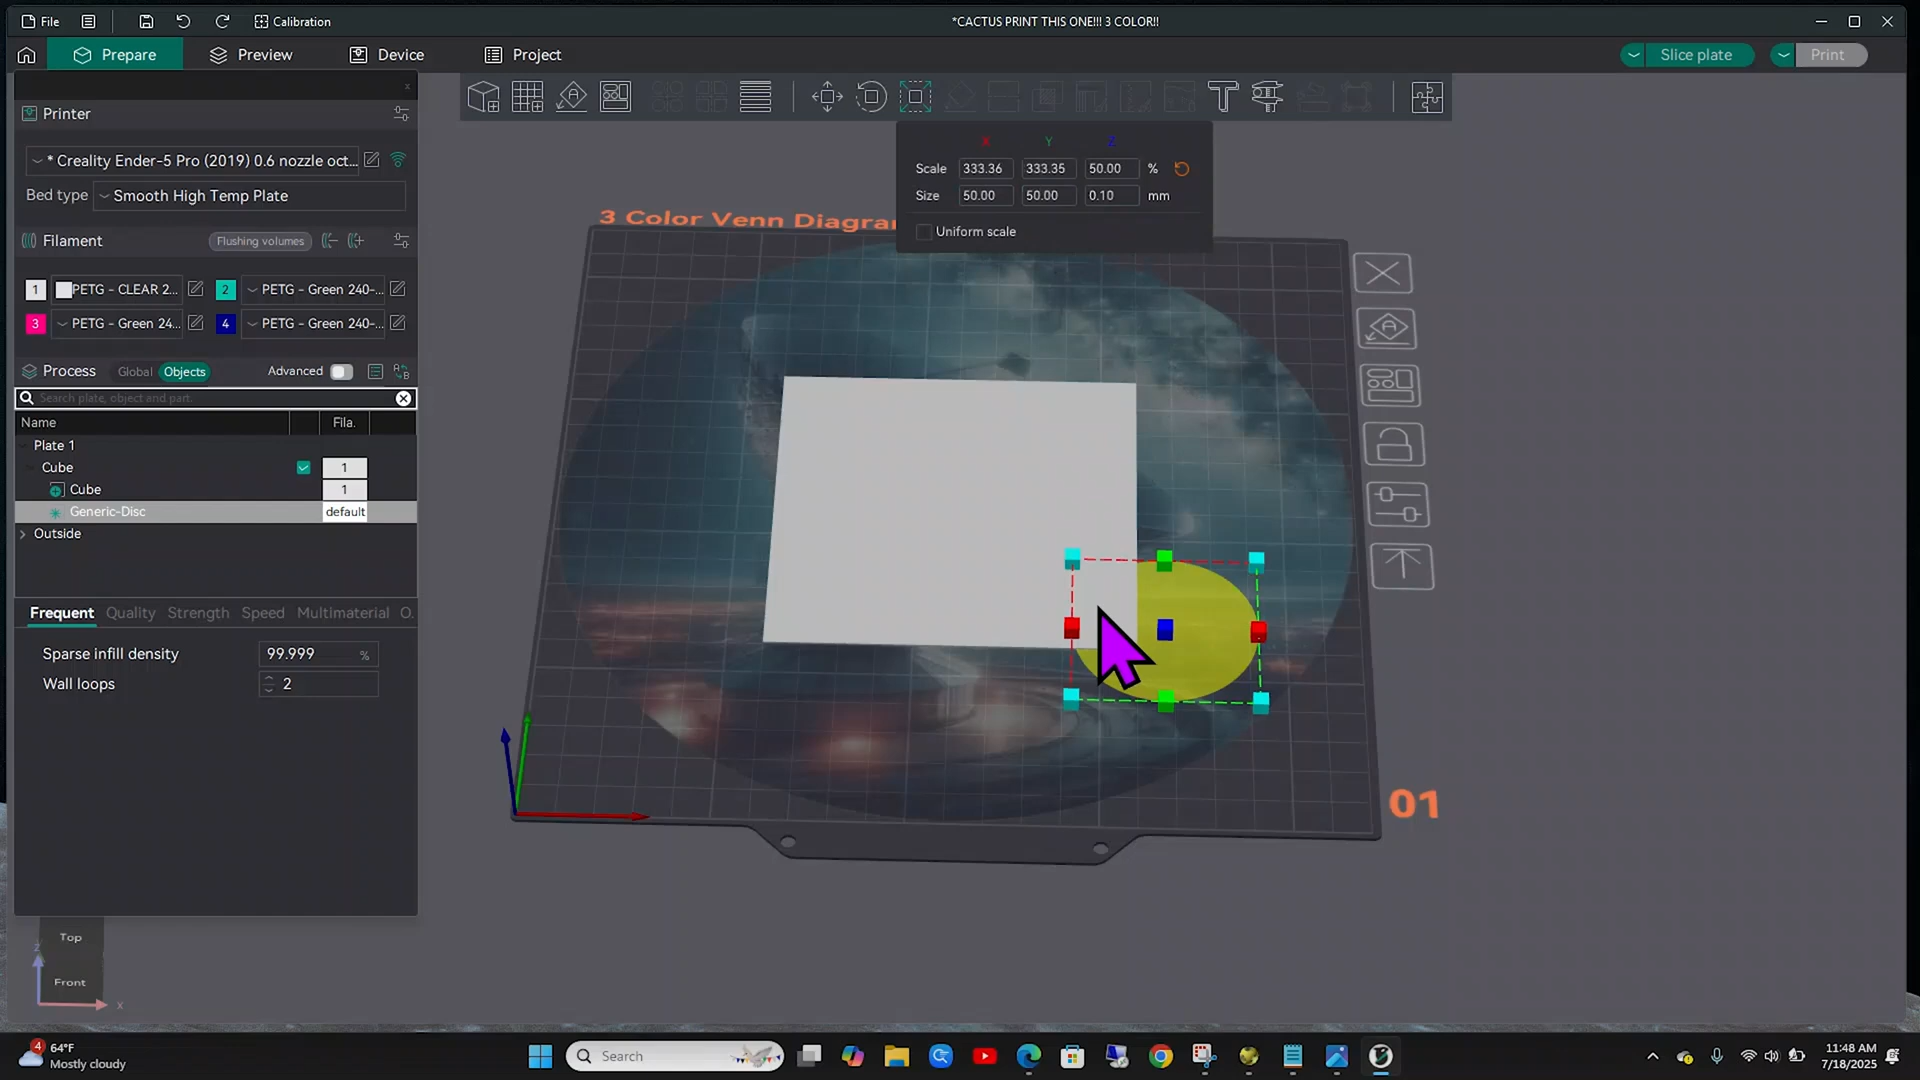 File
Calibration
*CACTUS PRINT THIS ONE!!! 3 COLOR!!
Prepare
Preview
Device
Project
Slice plate
Print
Printer
* Creality Ender-5 Pro (2019) 0.6 nozzle oct...
Bed type
Smooth High Temp Plate
Filament
Flushing volumes
1 PETG - CLEAR 2...
2 PETG - Green 240-...
3 PETG - Green 24...
4 PETG - Green 240-...
Process
Global
Objects
Advanced
Search plate, object and part.
Name
Fila.
Plate 1
Cube
1
Cube
1
Generic-Disc
default
Outside
Frequent
Quality
Strength
Speed
Multimaterial
O.
Sparse infill density
99.999
%
Wall loops
2
X Y Z
Scale 333.36 333.35 50.00 %
Size 50.00 50.00 0.10 mm
Uniform scale
3 Color Venn Diagra
01
Top
Front
z
x
4
64°F
Mostly cloudy
Search
11:48 AM
7/18/2025